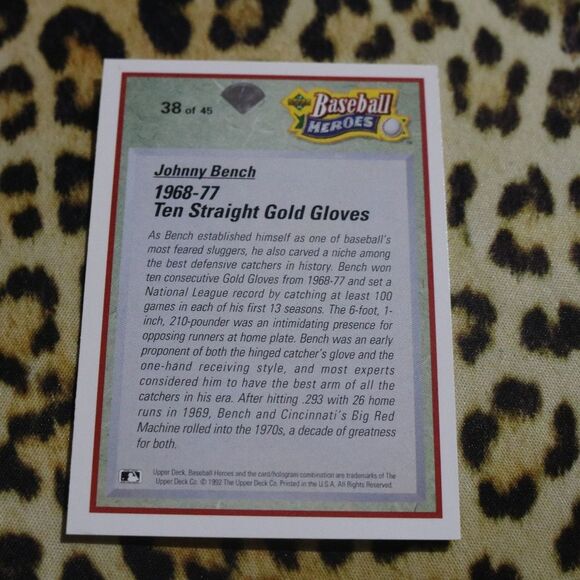 38 of 45
Baseball
HEROES
TM
Johnny Bench
1968-77
Ten Straight Gold Gloves
As Bench established himself as one of baseball's
most feared sluggers, he also carved a niche among
the best defensive catchers in history. Bench won
ten consecutive Gold Gloves from 1968-77 and set a
National League record by catching at least 100
games in each of his first 13 seasons. The 6-foot, 1-
inch, 210-pounder was an intimidating presence for
opposing runners at home plate. Bench was an early
proponent of both the hinged catcher's glove and the
one-hand receiving style, and most experts
considered him to have the best arm of all the
catchers in his era. After hitting .293 with 26 home
runs in 1969, Bench and Cincinnati's Big Red
Machine rolled into the 1970s, a decade of greatness
for both.
Upper Deck, Baseball Heroes and the card/hologram combination are trademarks of The
Upper Deck Co. © 1992 The Upper Deck Co. Printed in the U.S.A. All Rights Reserved.